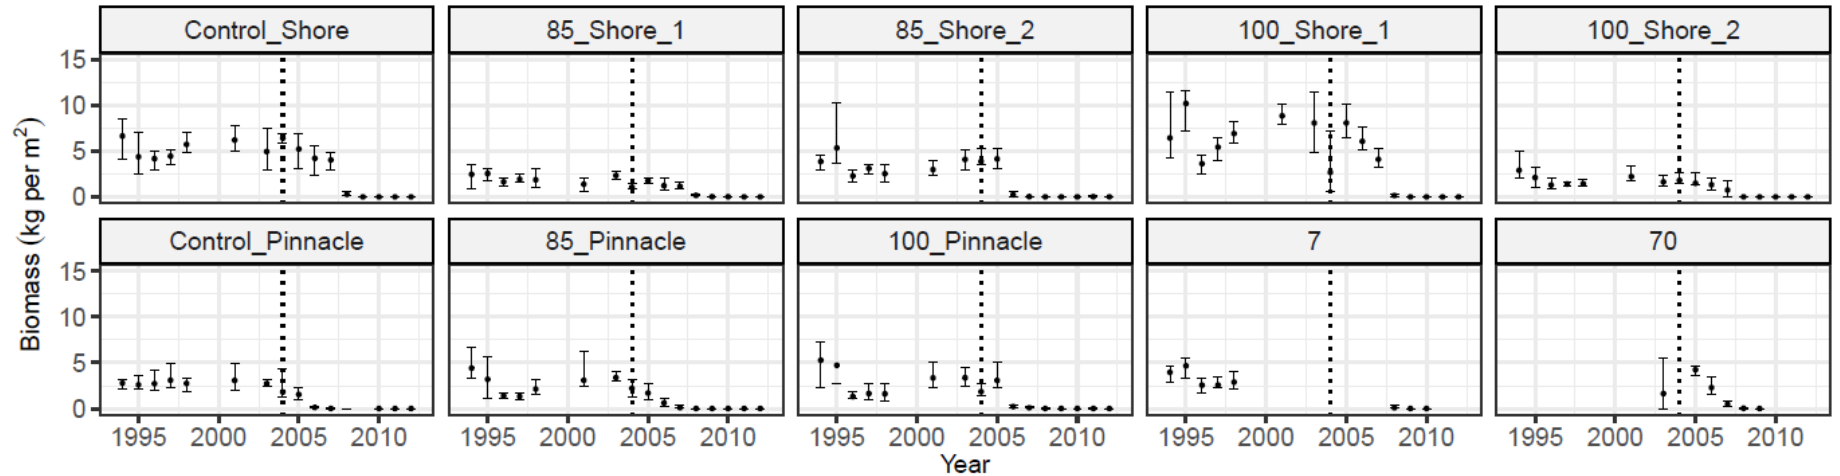 Control_Shore 85_Shore_1 85_Shore_2 100_Shore_1 100_Shore_2
15
10
5
0
Control_Pinnacle 85_Pinnacle 100_Pinnacle 7 70
15
10
5
0
1995 2000 2005 2010 1995 2000 2005 2010 1995 2000 2005 2010 1995 2000 2005 2010 1995 2000 2005 2010
Year
Biomass (kg per m²)